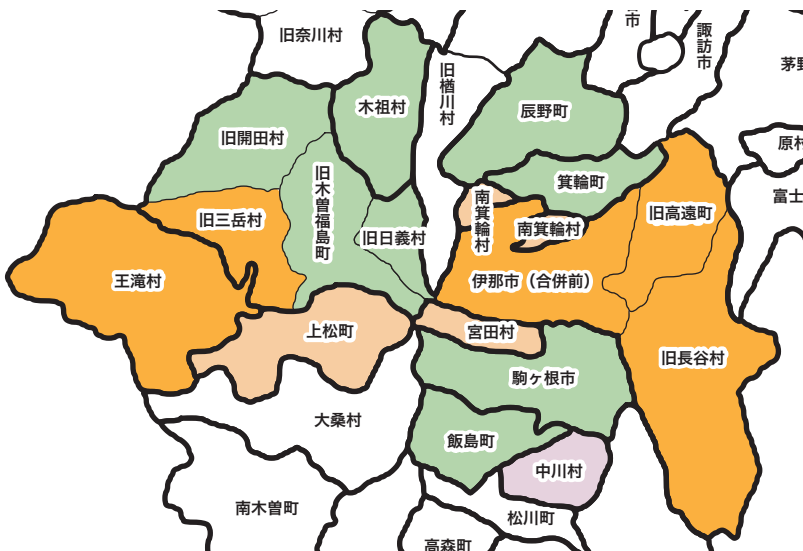 旧奈川村
市
諏訪市
茅野
旧楢川村
木祖村
辰野町
旧開田村
原村
旧木曽福島町
箕輪町
富士
南箕輪村
旧三岳村
旧高遠町
南箕輪村
旧日義村
王滝村
伊那市（合併前）
上松町
宮田村
旧長谷村
駒ヶ根市
大桑村
飯島町
中川村
南木曽町
松川町
高森町